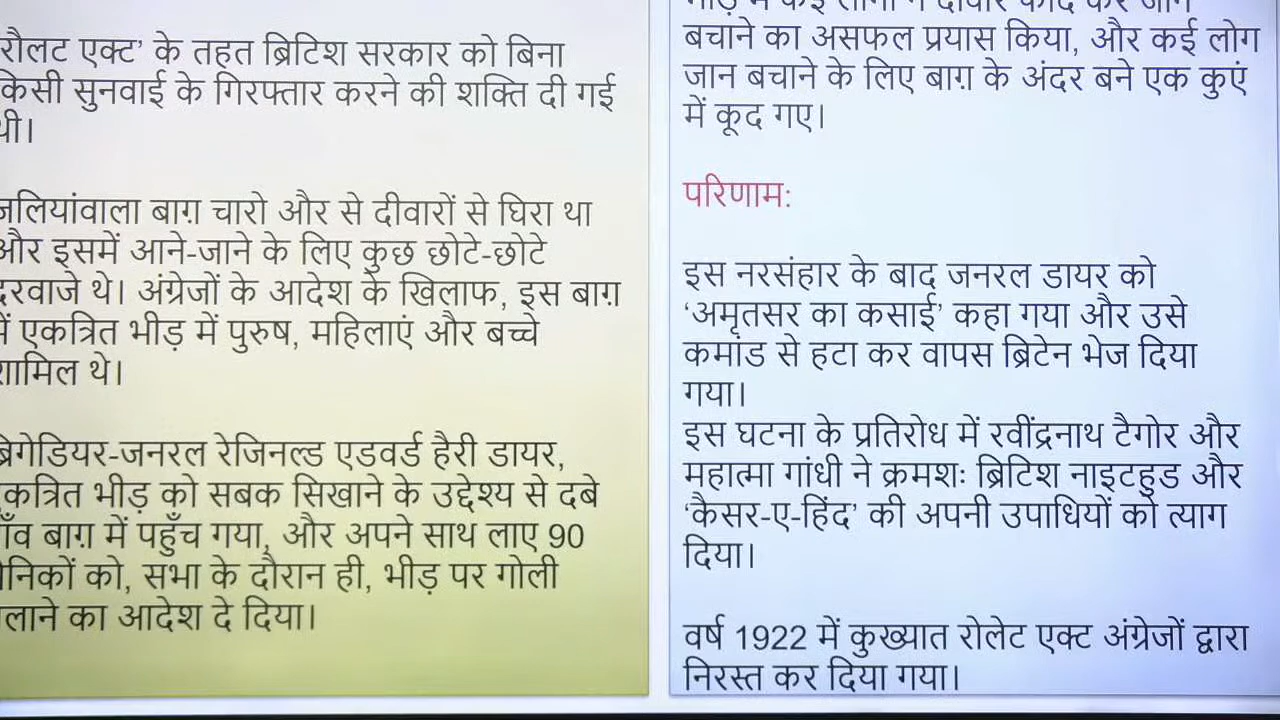 रौलट एक्ट’ के तहत ब्रिटिश सरकार को बिना
किसी सुनवाई के गिरफ्तार करने की शक्ति दी गई
थी।
जलियांवाला बाग़ चारो और से दीवारों से घिरा था
और इसमें आने-जाने के लिए कुछ छोटे-छोटे
दरवाजे थे। अंग्रेजों के आदेश के खिलाफ, इस बाग़
में एकत्रित भीड़ में पुरुष, महिलाएं और बच्चे
शामिल थे।
ब्रिगेडियर-जनरल रेजिनल्ड एडवर्ड हैरी डायर,
एकत्रित भीड़ को सबक सिखाने के उद्देश्य से दबे
पाँव बाग़ में पहुँच गया, और अपने साथ लाए 90
सैनिकों को, सभा के दौरान ही, भीड़ पर गोली
चलाने का आदेश दे दिया।
बचाने का असफल प्रयास किया, और कई लोग
जान बचाने के लिए बाग़ के अंदर बने एक कुएं
में कूद गए।
परिणाम:
इस नरसंहार के बाद जनरल डायर को
‘अमृतसर का कसाई’ कहा गया और उसे
कमांड से हटा कर वापस ब्रिटेन भेज दिया
गया।
इस घटना के प्रतिरोध में रवींद्रनाथ टैगोर और
महात्मा गांधी ने क्रमशः ब्रिटिश नाइटहुड और
‘कैसर-ए-हिंद’ की अपनी उपाधियों को त्याग
दिया।
वर्ष 1922 में कुख्यात रोलेट एक्ट अंग्रेजों द्वारा
निरस्त कर दिया गया।